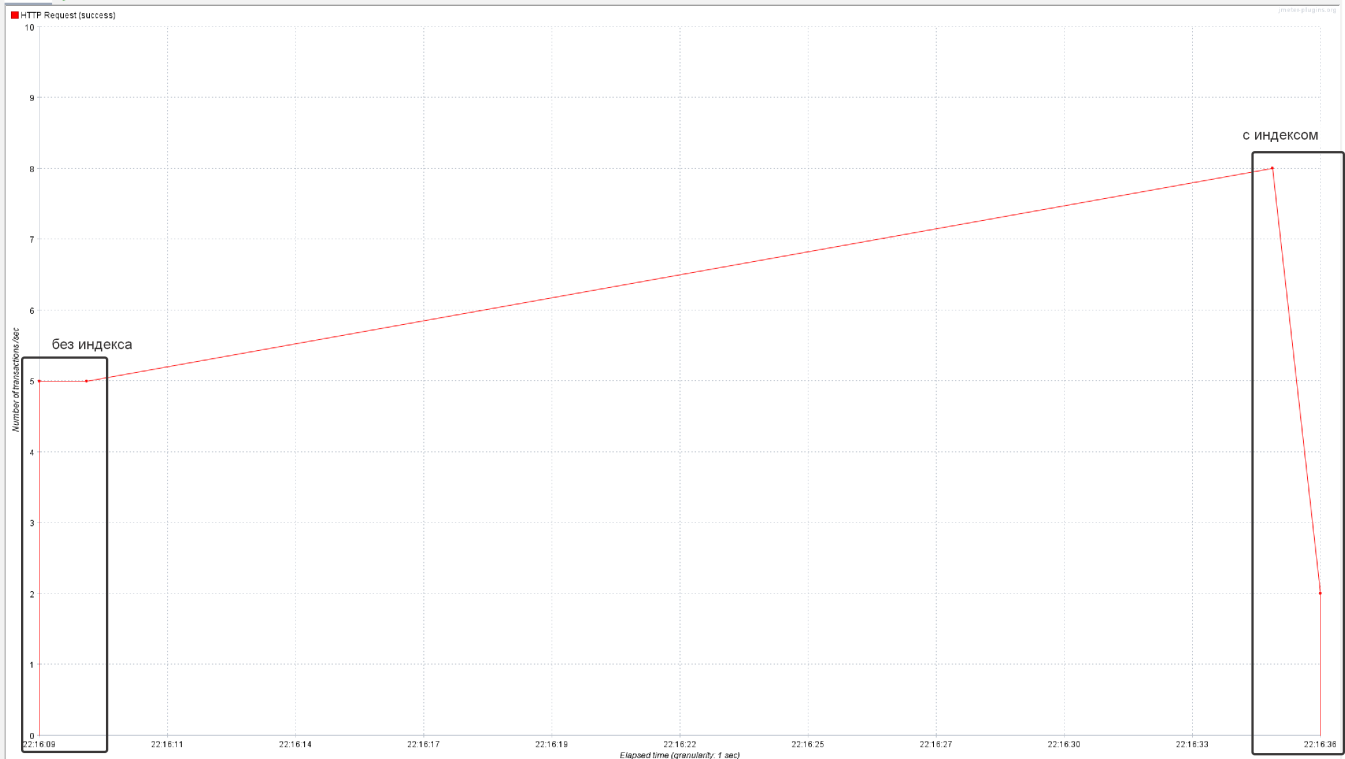 HTTP Request (success)
jmeter-plugins.org
10
9
с индексом
8
7
6
без индекса
5
4
3
2
1
0
Number of transactions /sec
22:16:09 22:16:11 22:16:14 22:16:17 22:16:19 22:16:22 22:16:25 22:16:27 22:16:30 22:16:33 22:16:36
Elapsed time (granularity: 1 sec)